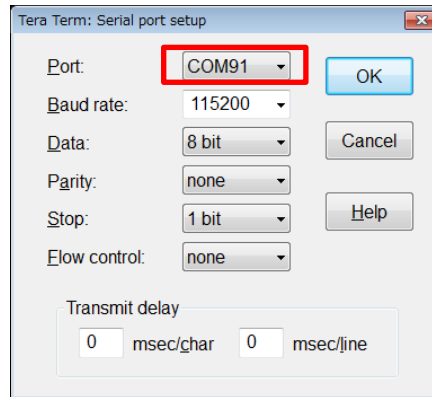 Tera Term: Serial port setup
Port: COM91 OK
Baud rate: 115200
Data: 8 bit Cancel
Parity: none
Stop: 1 bit Help
Flow control: none
Transmit delay
0 msec/char 0 msec/line